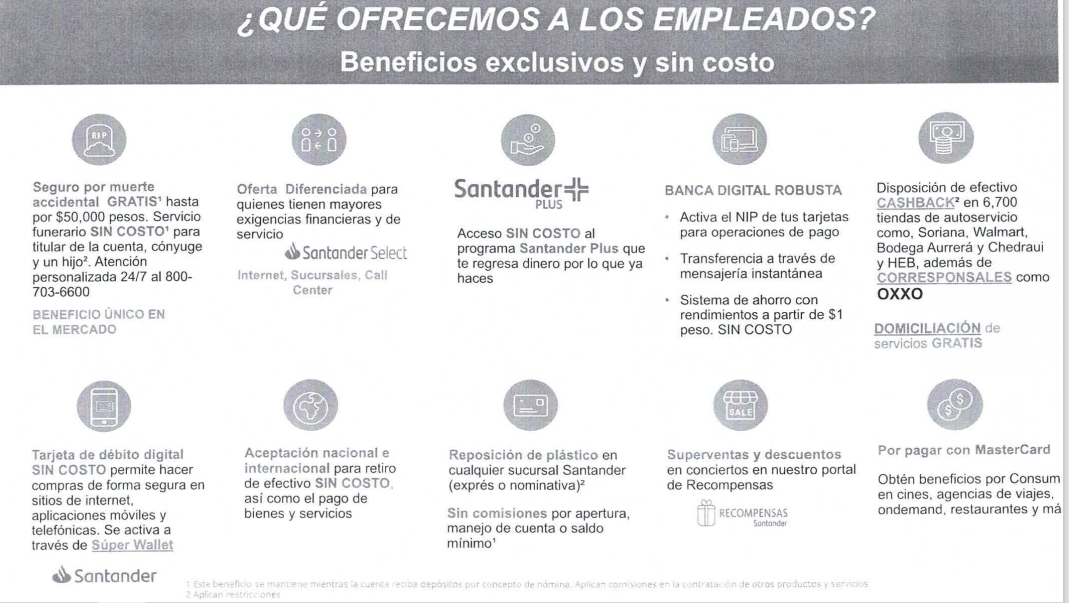 ¿QUÉ OFRECEMOS A LOS EMPLEADOS?
Beneficios exclusivos y sin costo
RIP
Seguro por muerte
accidental GRATIS¹ hasta
por $50,000 pesos. Servicio
funerario SIN COSTO¹ para
titular de la cuenta, cónyuge
y un hijo². Atención
personalizada 24/7 al 800-
703-6600
BENEFICIO ÚNICO EN
EL MERCADO
Oferta Diferenciada para
quienes tienen mayores
exigencias financieras y de
servicio
Santander Select
Internet, Sucursales, Call
Center
Santander
PLUS
Acceso SIN COSTO al
programa Santander Plus que
te regresa dinero por lo que ya
haces
BANCA DIGITAL ROBUSTA
• Activa el NIP de tus tarjetas
para operaciones de pago
• Transferencia a través de
mensajería instantánea
• Sistema de ahorro con
rendimientos a partir de $1
peso. SIN COSTO
Disposición de efectivo
CASHBACK² en 6,700
tiendas de autoservicio
como, Soriana, Walmart,
Bodega Aurrerá y Chedraui
y HEB, además de
CORRESPONSALES como
OXXO
DOMICILIACIÓN de
servicios GRATIS
Tarjeta de débito digital
SIN COSTO permite hacer
compras de forma segura en
sitios de internet,
aplicaciones móviles y
telefónicas. Se activa a
través de Súper Wallet
Aceptación nacional e
internacional para retiro
de efectivo SIN COSTO,
así como el pago de
bienes y servicios
Reposición de plástico en
cualquier sucursal Santander
(exprés o nominativa)²
Sin comisiones por apertura,
manejo de cuenta o saldo
mínimo¹
SALE
Superventas y descuentos
en conciertos en nuestro portal
de Recompensas
RECOMPENSAS
Santander
$ $
Por pagar con MasterCard
Obtén beneficios por Consum
en cines, agencias de viajes,
ondemand, restaurantes y má
Santander
1 Este beneficio se mantiene mientras la cuenta reciba depósitos por concepto de nómina. Aplican comisiones en la contratación de otros productos y servicios
2 Aplican restricciones